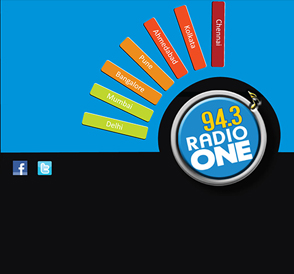 Chennai
Kolkata
Ahmedabad
Pune
Bangalore
Mumbai
Delhi
94.3
RADIO
ONE
f
t